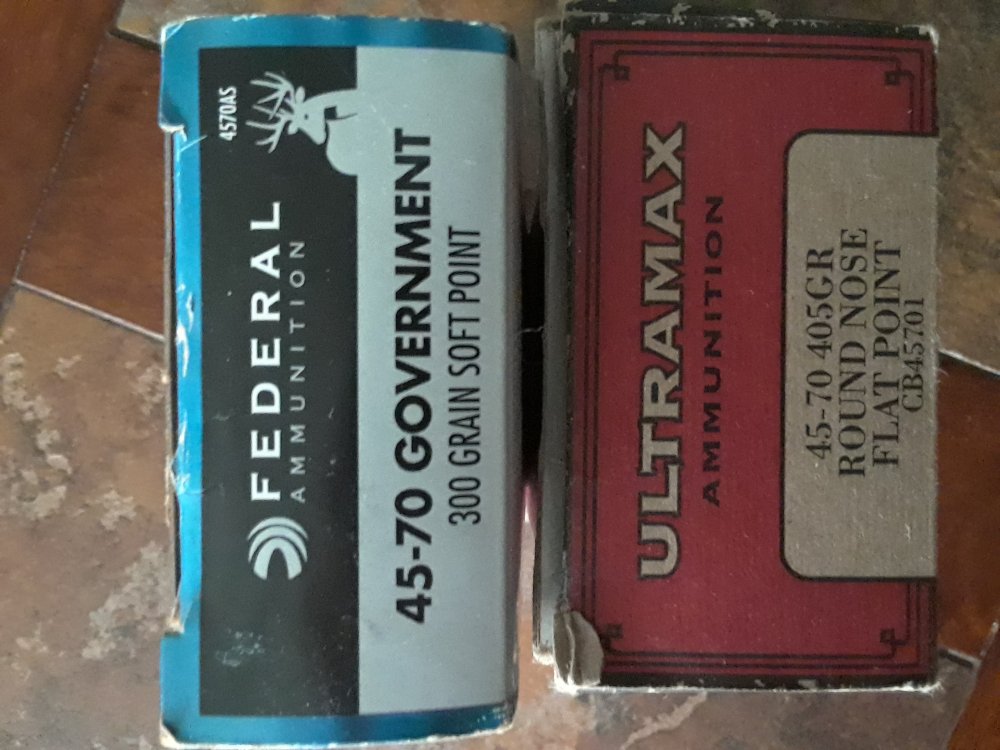 4570AS
FEDERAL
AMMUNITION
45-70 GOVERNMENT
300 GRAIN SOFT POINT
ULTRAMAX
AMMUNITION
45-70 405GR
ROUND NOSE
FLAT POINT
CB45701